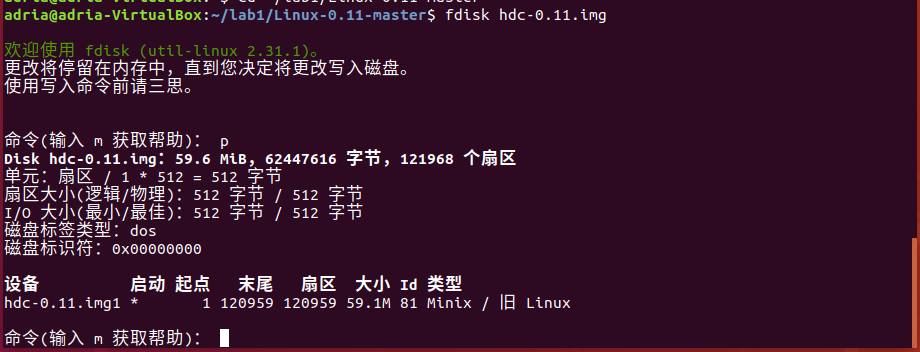 adria@adria-VirtualBox:~/lab1/Linux-0.11-master$ fdisk hdc-0.11.img
欢迎使用 fdisk (util-linux 2.31.1)。
更改将停留在内存中，直到您决定将更改写入磁盘。
使用写入命令前请三思。
命令(输入 m 获取帮助)： p
Disk hdc-0.11.img：59.6 MiB，62447616 字节，121968 个扇区
单元：扇区 / 1 * 512 = 512 字节
扇区大小(逻辑/物理)：512 字节 / 512 字节
I/O 大小(最小/最佳)：512 字节 / 512 字节
磁盘标签类型：dos
磁盘标识符：0x00000000
设备 启动 起点 末尾 扇区 大小 Id 类型
hdc-0.11.img1 * 1 120959 120959 59.1M 81 Minix / 旧 Linux
命令(输入 m 获取帮助)：